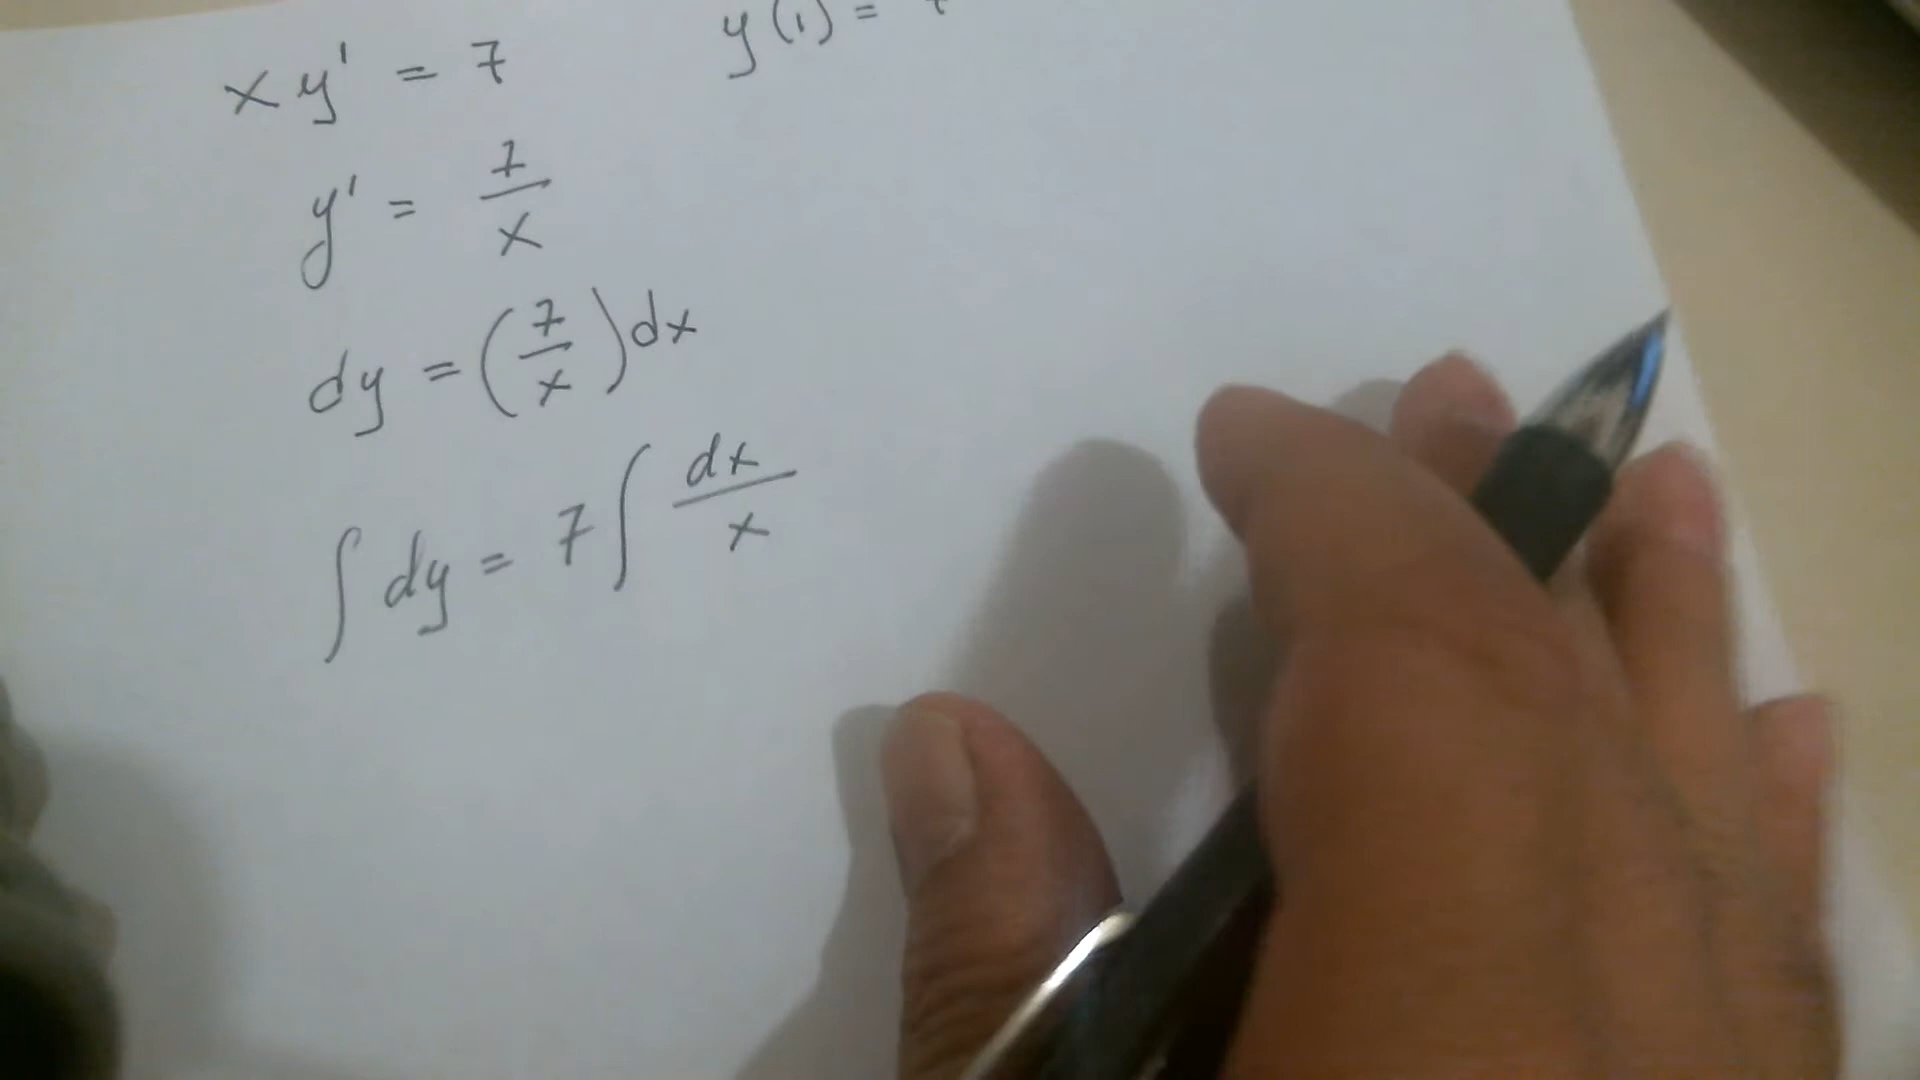 xy' = 7 y(1) =
y' = 7/x
dy = (7/x)dx
∫dy = 7∫dx/x